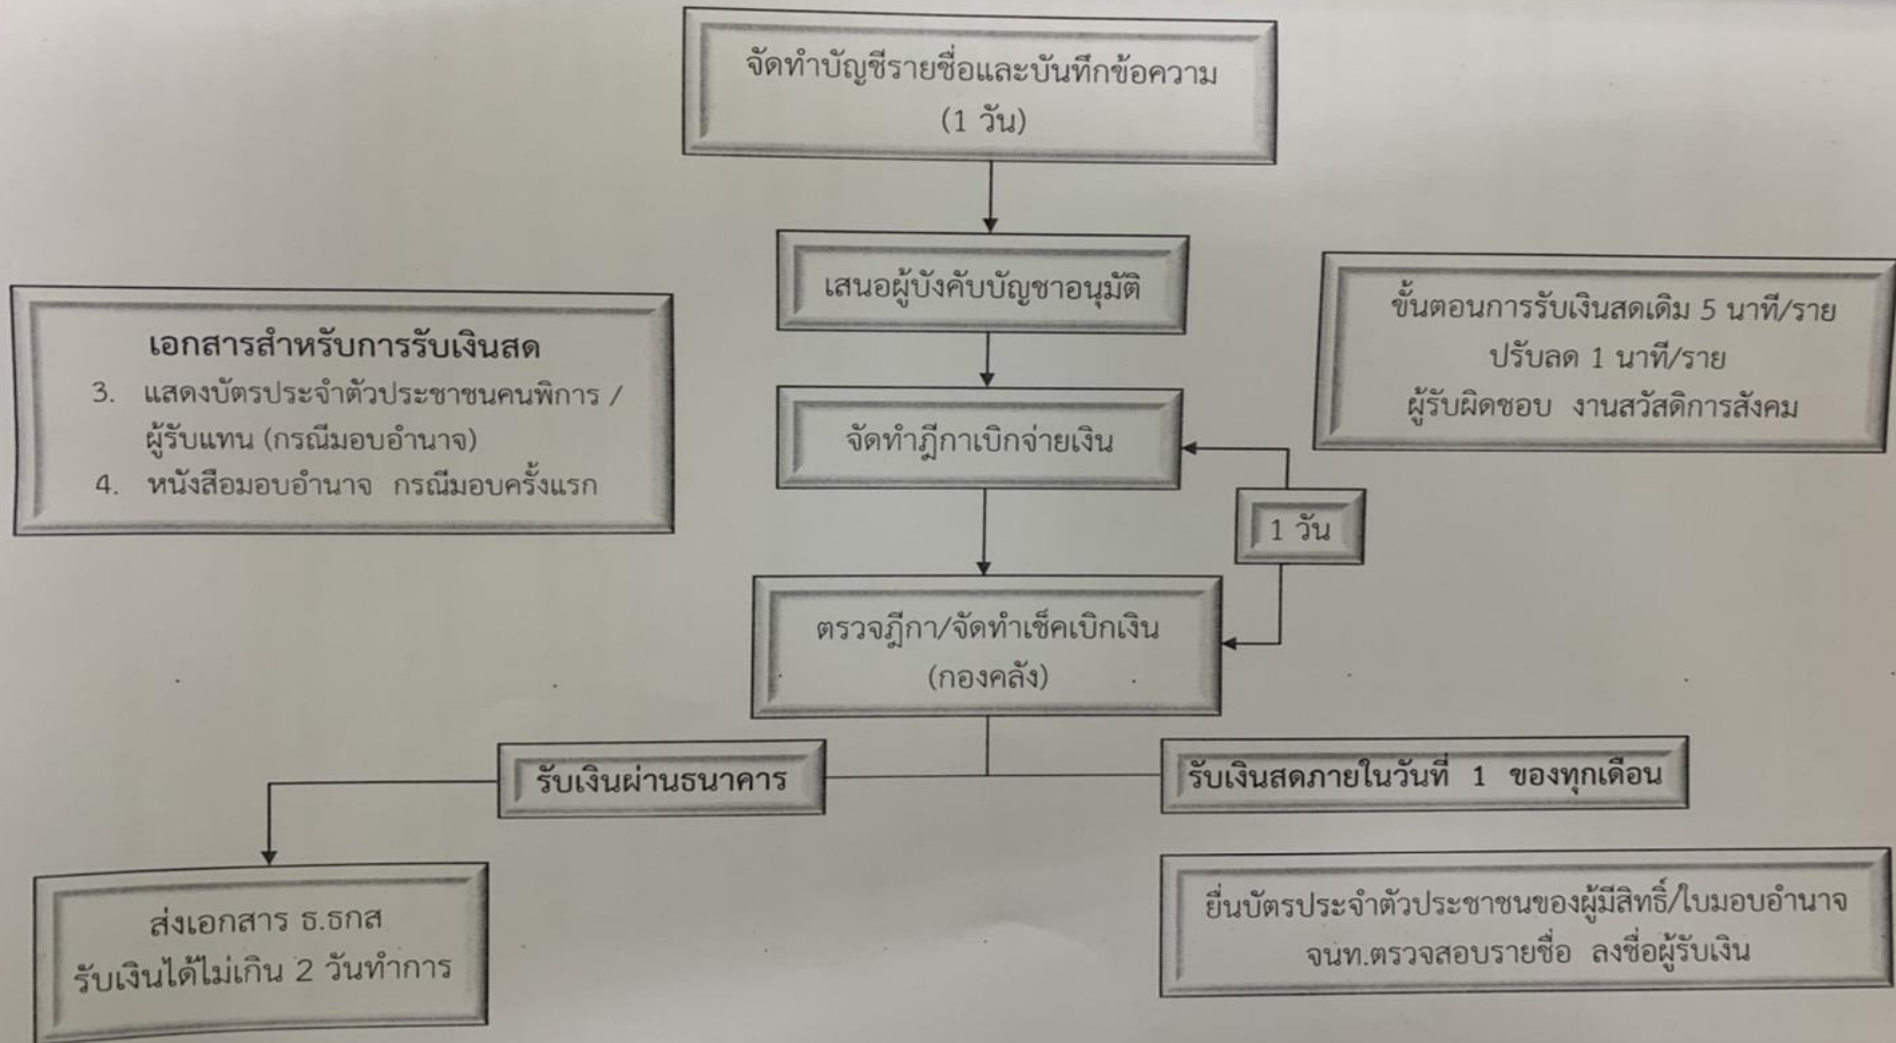 จัดทำบัญชีรายชื่อและบันทึกข้อความ
(1 วัน)
เสนอผู้บังคับบัญชาอนุมัติ
เอกสารสำหรับการรับเงินสด
3. แสดงบัตรประจำตัวประชาชนคนพิการ /
ผู้รับแทน (กรณีมอบอำนาจ)
4. หนังสือมอบอำนาจ กรณีมอบครั้งแรก
ขั้นตอนการรับเงินสดเดิม 5 นาที/ราย
ปรับลด 1 นาที/ราย
ผู้รับผิดชอบ งานสวัสดิการสังคม
จัดทำฎีกาเบิกจ่ายเงิน
1 วัน
ตรวจฎีกา/จัดทำเช็คเบิกเงิน
(กองคลัง)
รับเงินผ่านธนาคาร
รับเงินสดภายในวันที่ 1 ของทุกเดือน
ส่งเอกสาร ธ.ธกส
รับเงินได้ไม่เกิน 2 วันทำการ
ยื่นบัตรประจำตัวประชาชนของผู้มีสิทธิ์/ใบมอบอำนาจ
จนท.ตรวจสอบรายชื่อ ลงชื่อผู้รับเงิน